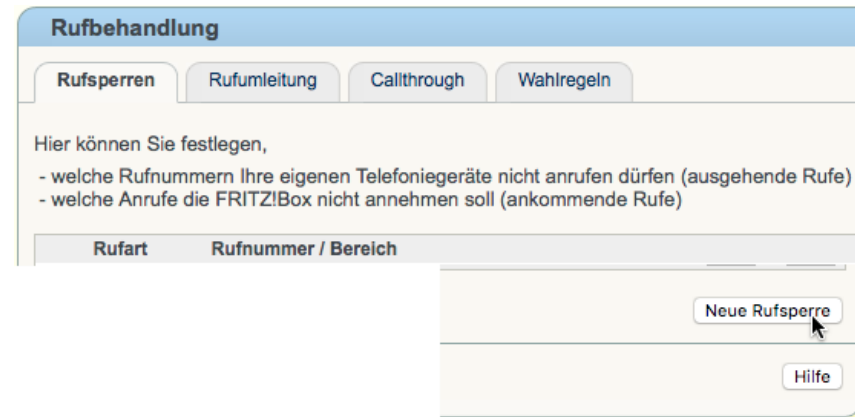 Rufbehandlung
Rufsperren Rufumleitung Callthrough Wahlregeln
Hier können Sie festlegen,
- welche Rufnummern Ihre eigenen Telefoniegeräte nicht anrufen dürfen (ausgehende Rufe)
- welche Anrufe die FRITZ!Box nicht annehmen soll (ankommende Rufe)
Rufart Rufnummer / Bereich
Neue Rufsperre
Hilfe